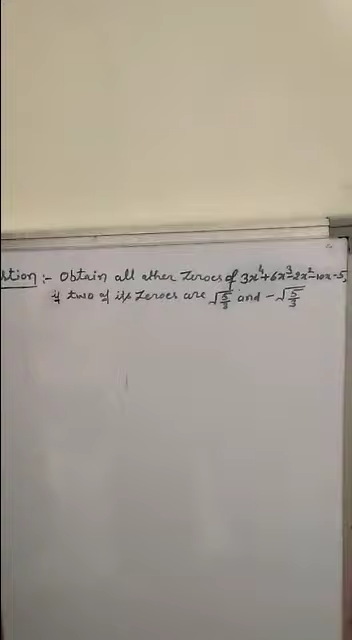 stion :- Obtain all other Zeroes of 3x⁴+6x³-2x²-10x-5,
if two of its Zeroes are √5/3 and -√5/3